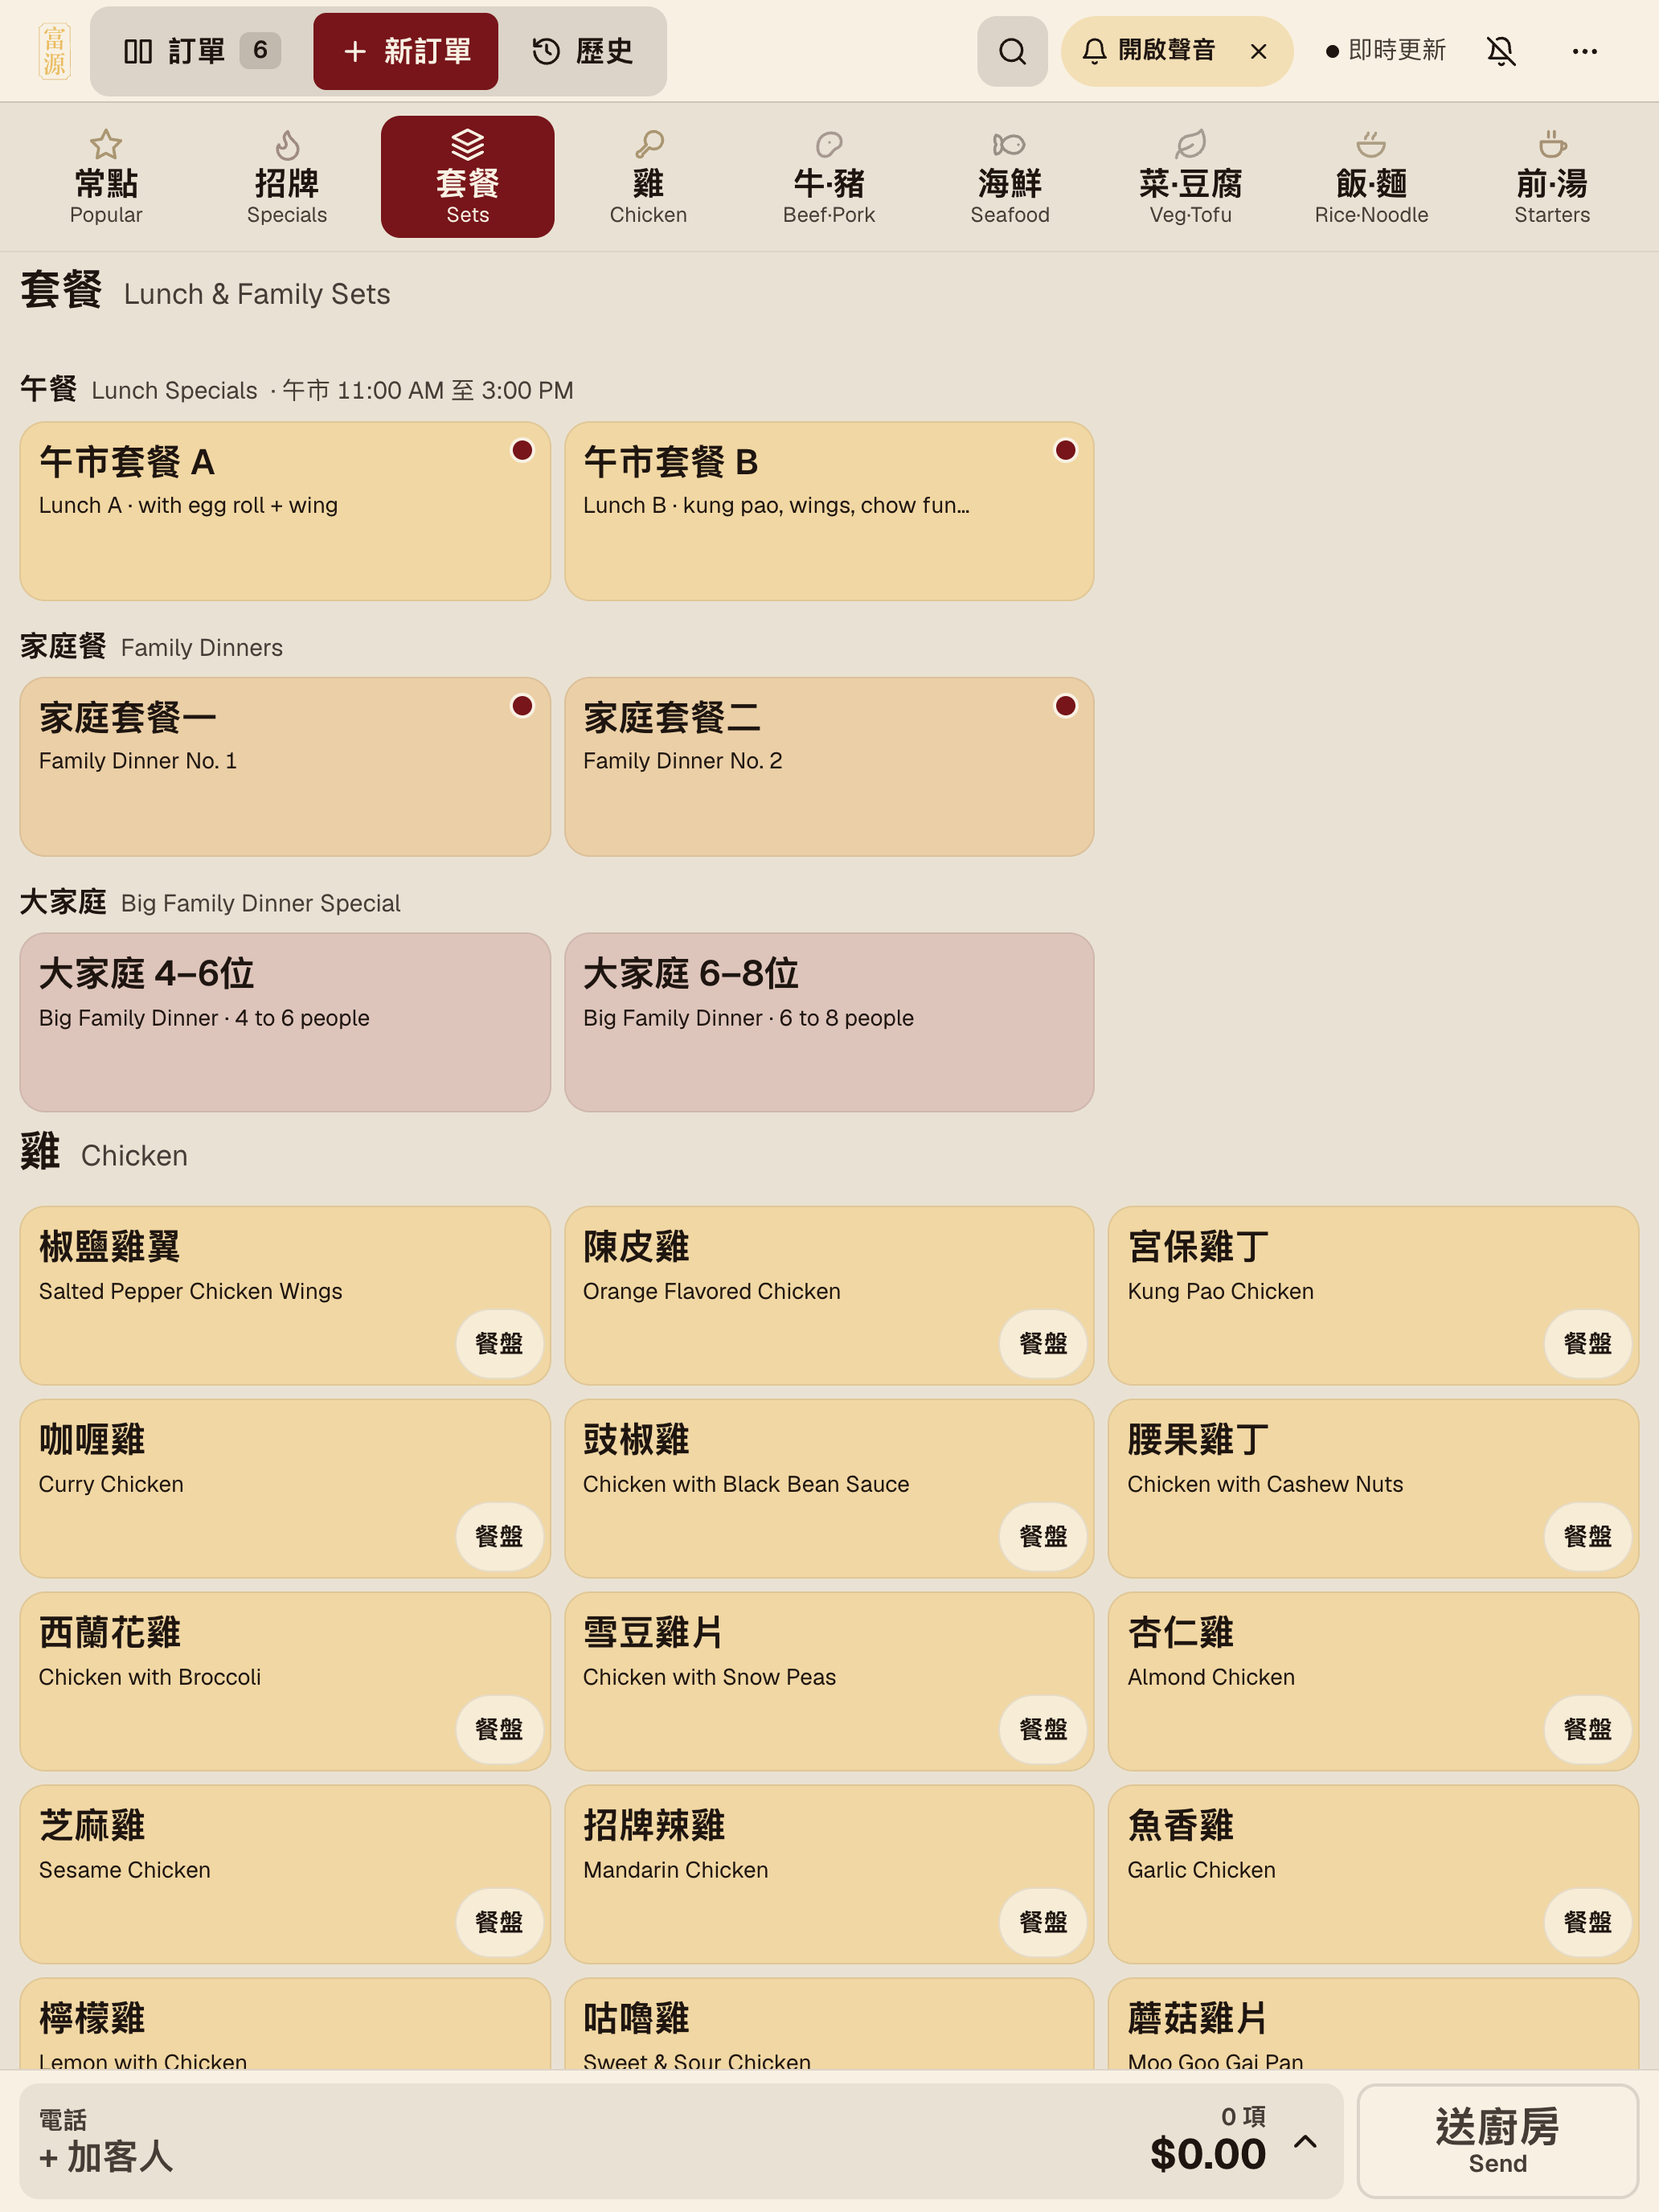 富源
訂單 6
新訂單
歷史
開啟聲音
即時更新
常點
Popular
招牌
Specials
套餐
Sets
雞
Chicken
牛·豬
Beef·Pork
海鮮
Seafood
菜·豆腐
Veg·Tofu
飯·麵
Rice·Noodle
前·湯
Starters
套餐 Lunch & Family Sets
午餐 Lunch Specials · 午市 11:00 AM 至 3:00 PM
午市套餐 A
Lunch A · with egg roll + wing
午市套餐 B
Lunch B · kung pao, wings, chow fun...
家庭餐 Family Dinners
家庭套餐一
Family Dinner No. 1
家庭套餐二
Family Dinner No. 2
大家庭 Big Family Dinner Special
大家庭 4–6位
Big Family Dinner · 4 to 6 people
大家庭 6–8位
Big Family Dinner · 6 to 8 people
雞 Chicken
椒鹽雞翼
Salted Pepper Chicken Wings
餐盤
陳皮雞
Orange Flavored Chicken
餐盤
宮保雞丁
Kung Pao Chicken
餐盤
咖喱雞
Curry Chicken
餐盤
豉椒雞
Chicken with Black Bean Sauce
餐盤
腰果雞丁
Chicken with Cashew Nuts
餐盤
西蘭花雞
Chicken with Broccoli
餐盤
雪豆雞片
Chicken with Snow Peas
餐盤
杏仁雞
Almond Chicken
餐盤
芝麻雞
Sesame Chicken
餐盤
招牌辣雞
Mandarin Chicken
餐盤
魚香雞
Garlic Chicken
餐盤
檸檬雞
Lemon with Chicken
咕嚕雞
Sweet & Sour Chicken
蘑菇雞片
Moo Goo Gai Pan
電話
+ 加客人
0 項
$0.00
送廚房
Send